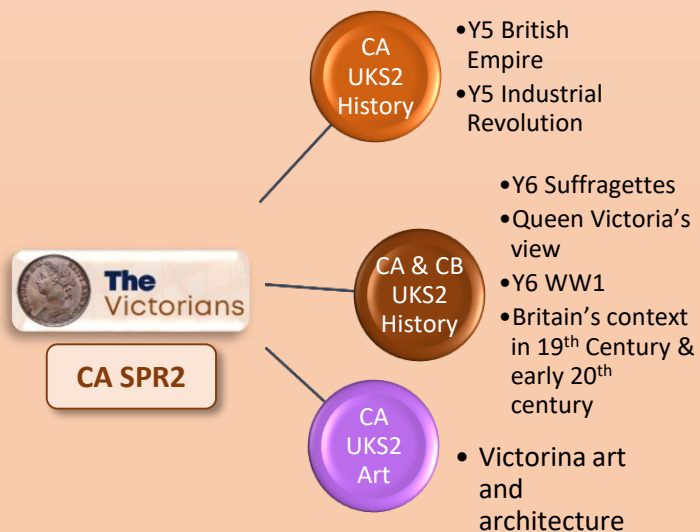 CA
UKS2
History
•Y5 British
Empire
•Y5 Industrial
Revolution
The
Victorians
CA SPR2
CA & CB
UKS2
History
•Y6 Suffragettes
•Queen Victoria’s
view
•Y6 WW1
•Britain’s context
in 19th Century &
early 20th
century
CA
UKS2
Art
• Victorina art
and
architecture